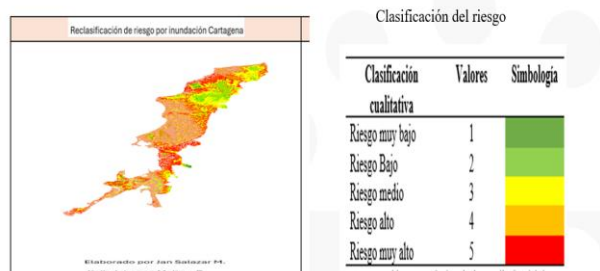 Reclasificación de riesgo por inundación Cartagena
Elaborado por Jan Salazar M.
Clasificación del riesgo
Clasificación cualitativa Valores Simbología
Riesgo muy bajo 1
Riesgo Bajo 2
Riesgo medio 3
Riesgo alto 4
Riesgo muy alto 5